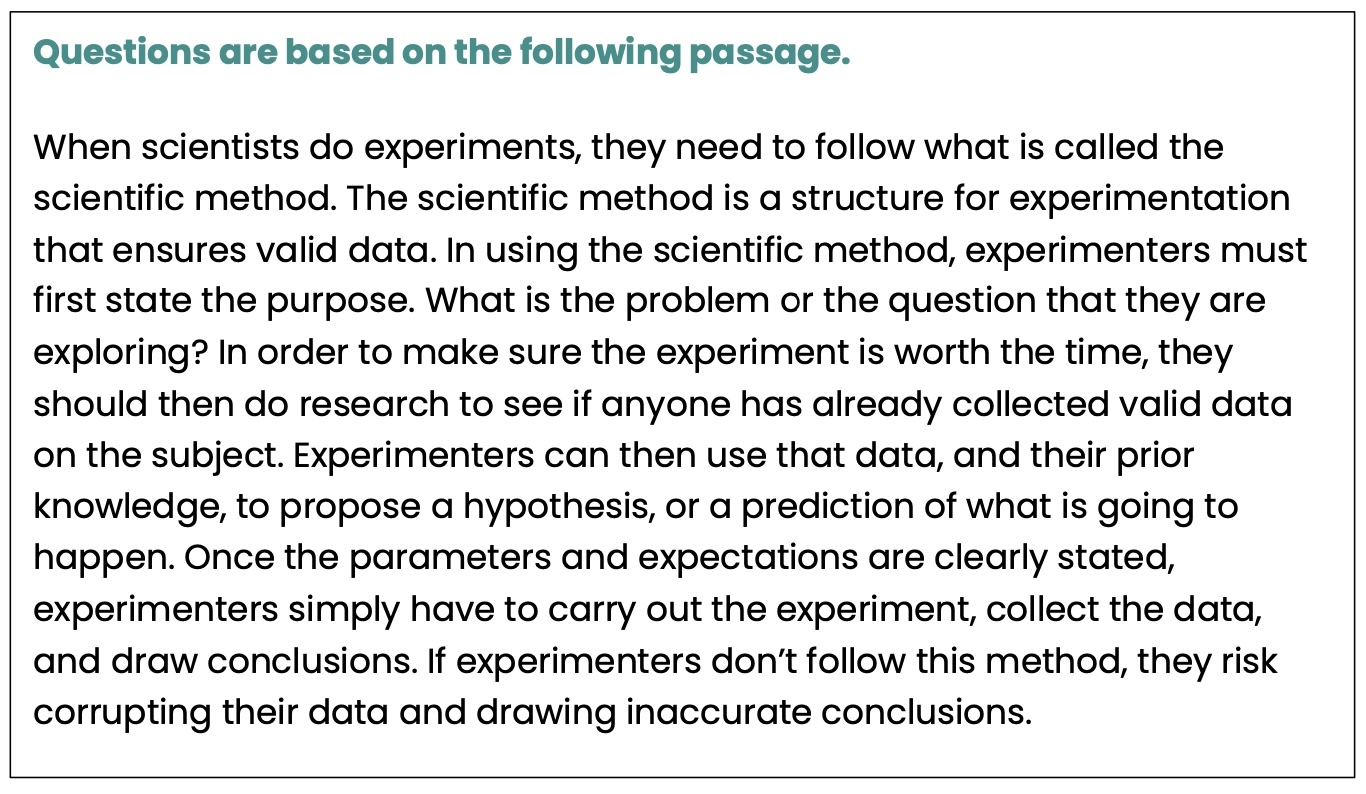 Questions are based on the following passage.
When scientists do experiments, they need to follow what is called the
scientific method. The scientific method is a structure for experimentation
that ensures valid data. In using the scientific method, experimenters must
first state the purpose. What is the problem or the question that they are
exploring? In order to make sure the experiment is worth the time, they
should then do research to see if anyone has already collected valid data
on the subject. Experimenters can then use that data, and their prior
knowledge, to propose a hypothesis, or a prediction of what is going to
happen. Once the parameters and expectations are clearly stated,
experimenters simply have to carry out the experiment, collect the data,
and draw conclusions. If experimenters don’t follow this method, they risk
corrupting their data and drawing inaccurate conclusions.